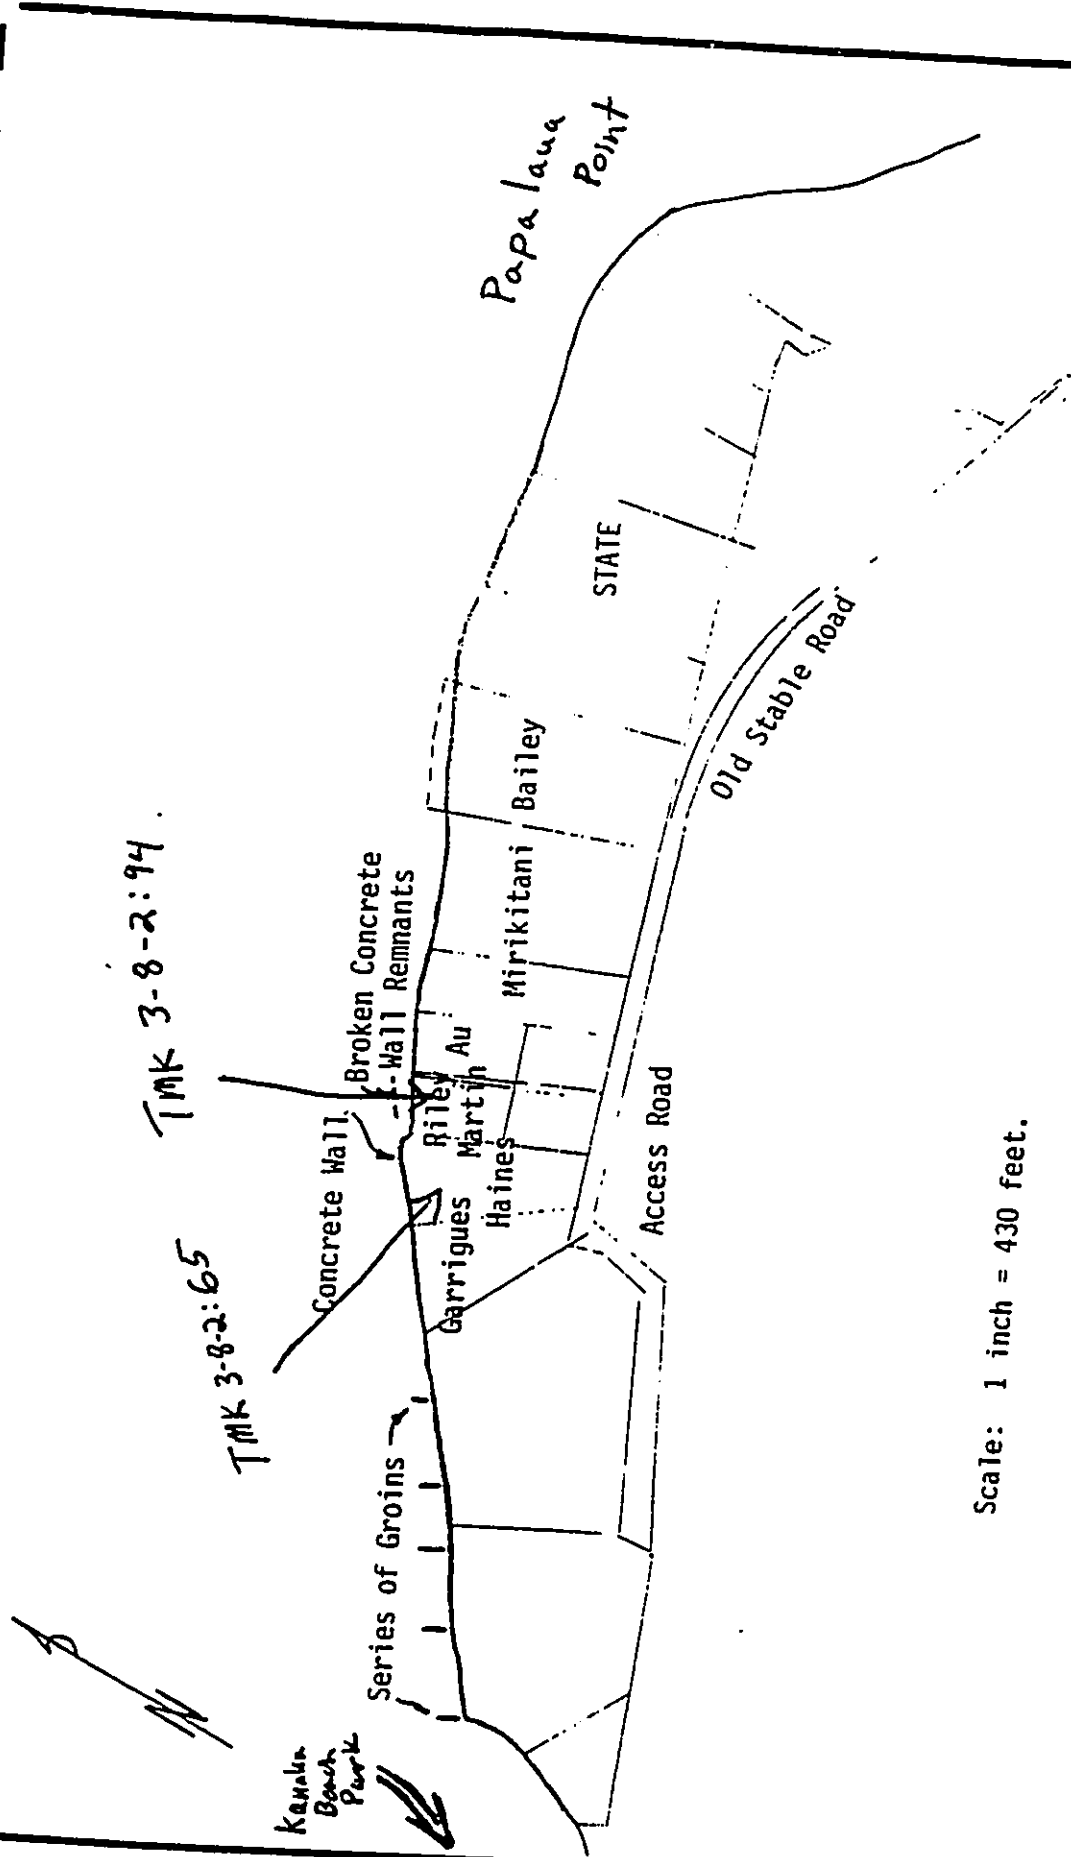 Papalaua
Point
TMK 3-8-2:94.
TMK 3-8-2:65
Broken Concrete
Wall Remnants
Concrete Wall
STATE
Bailey
Mirikitani
Au
Riley
Martin
Haines
Garrigues
Old Stable Road
Access Road
Series of Groins
Kanaha
Beach
Park
N
Scale: 1 inch = 430 feet.